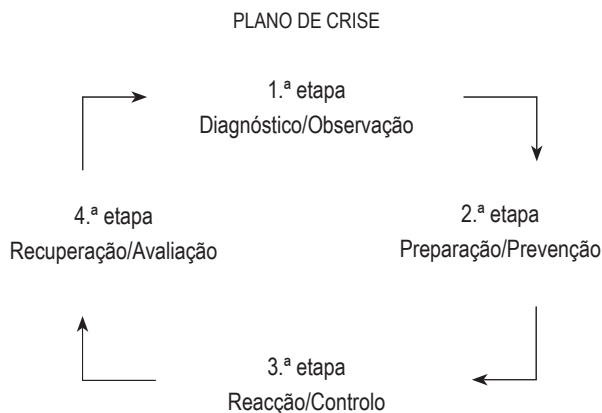 PLANO DE CRISE
1.ª etapa
Diagnóstico/Observação
2.ª etapa
Preparação/Prevenção
3.ª etapa
Reacção/Controlo
4.ª etapa
Recuperação/Avaliação